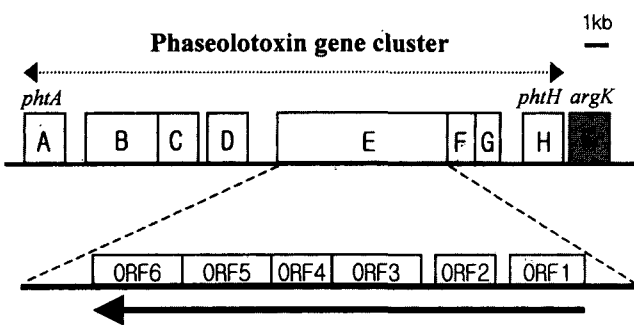 1kb
Phaseolotoxin gene cluster
phtA phtH argK
A B C D E F G H
ORF6 ORF5 ORF4 ORF3 ORF2 ORF1